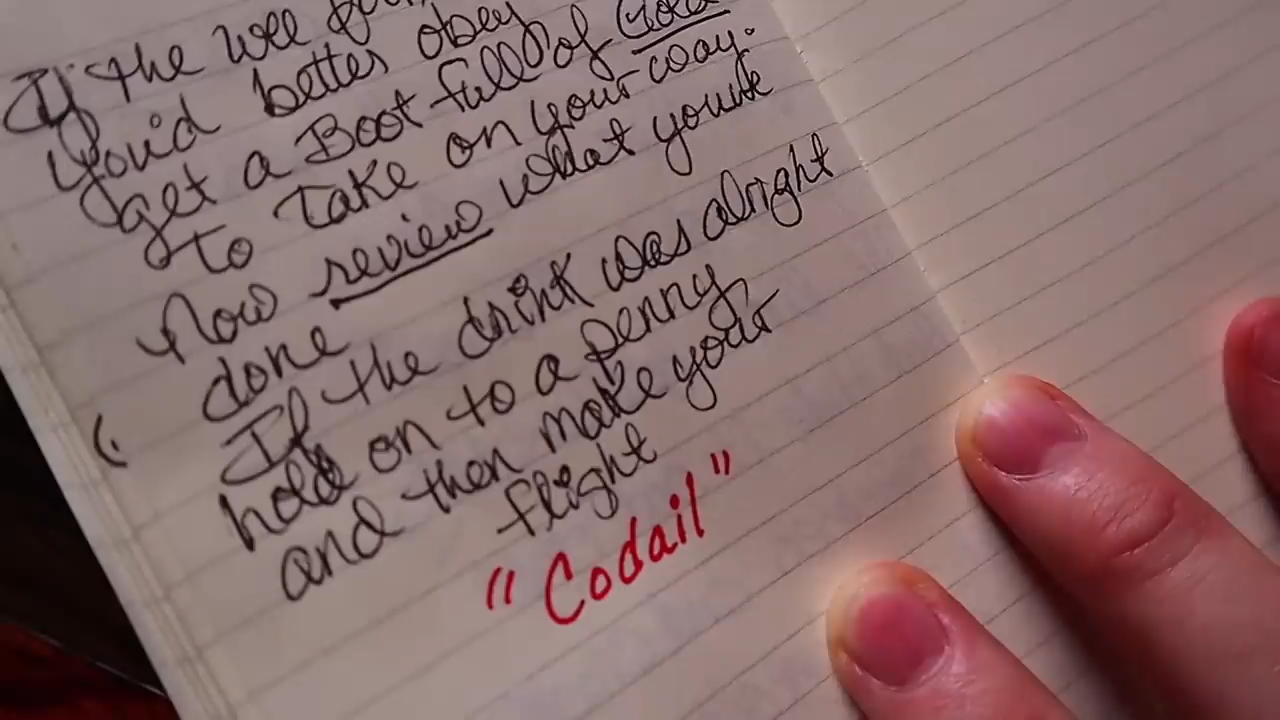 If the wee
You'd better obey
get a Boot full of Gold
to take on your way.
Now review what you've
done
If the drink was alright
hold on to a penny
and then make your
flight
"Codail"